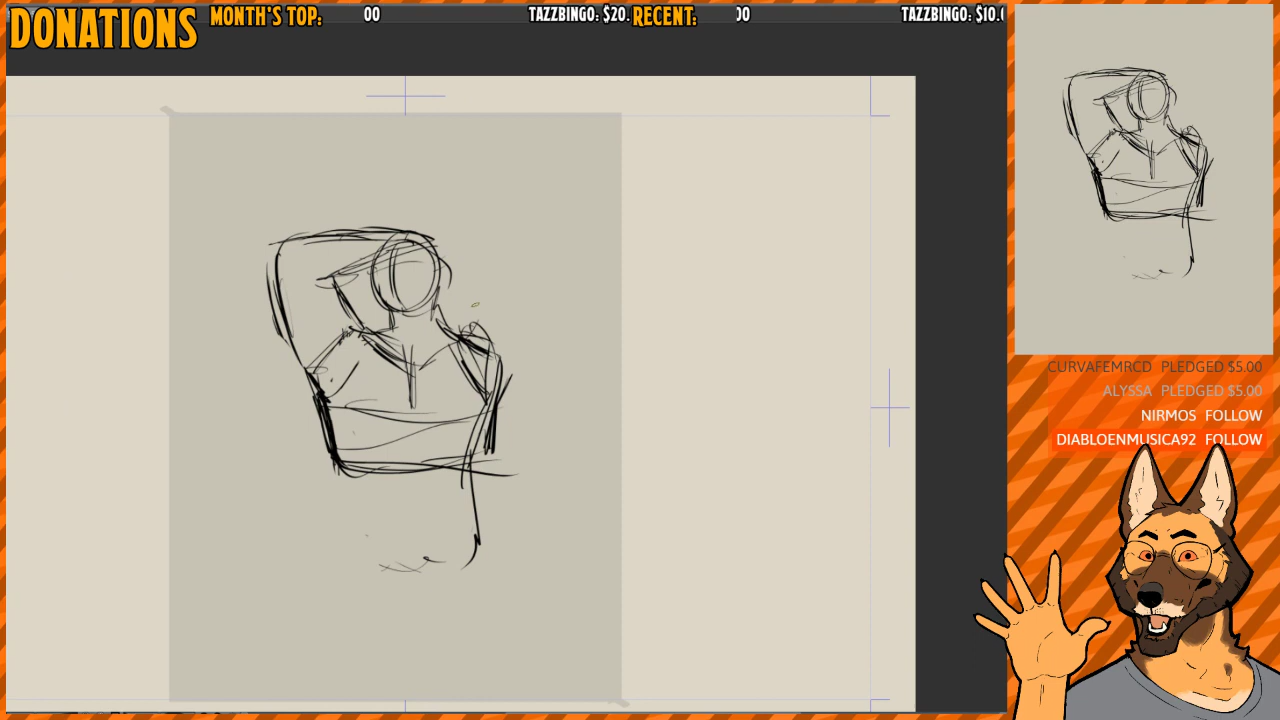 DONATIONS
MONTH'S TOP:
00
TAZZBINGO: $20.
RECENT:
00
TAZZBINGO: $10.0
CURVAFEMRCD PLEDGED $5.00
ALYSSA PLEDGED $5.00
NIRMOS FOLLOW
DIABLOENMUSICA92 FOLLOW